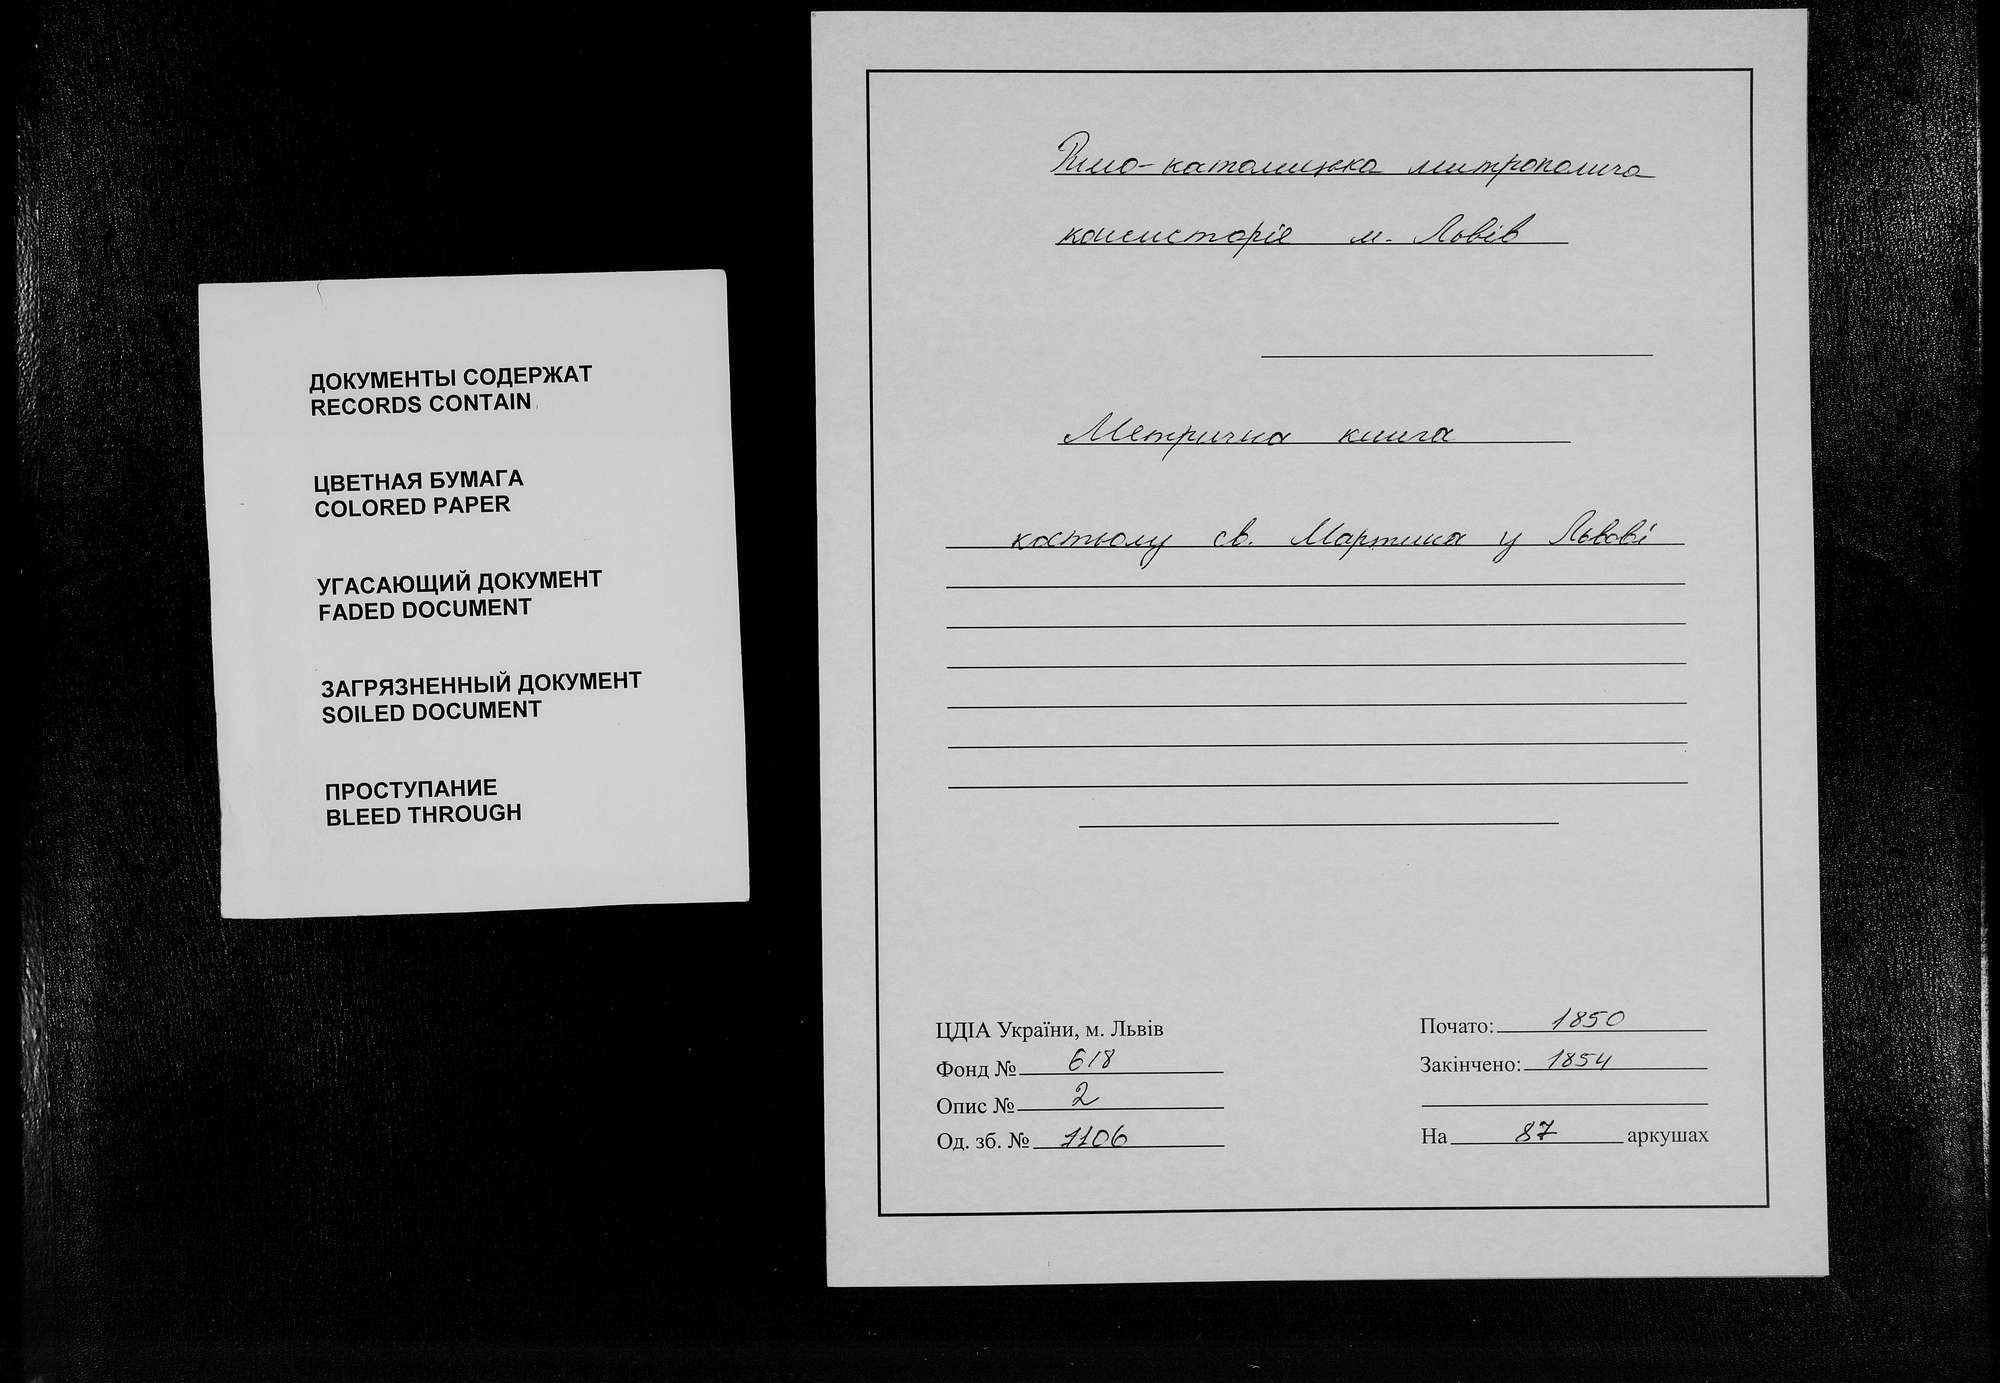 ДОКУМЕНТЫ СОДЕРЖАТ
RECORDS CONTAIN
ЦВЕТНАЯ БУМАГА
COLORED PAPER
УГАСАЮЩИЙ ДОКУМЕНТ
FADED DOCUMENT
ЗАГРЯЗНЕННЫЙ ДОКУМЕНТ
SOILED DOCUMENT
ПРОСТУПАНИЕ
BLEED THROUGH
Римо-католицька митрополича
консисторія м. Львів
Метрична книга
костьолу св. Мартина у Львові
ЦДІА України, м. Львів
Фонд № 618
Опис № 2
Од. зб. № 1106
Почато: 1850
Закінчено: 1854
На 87 аркушах